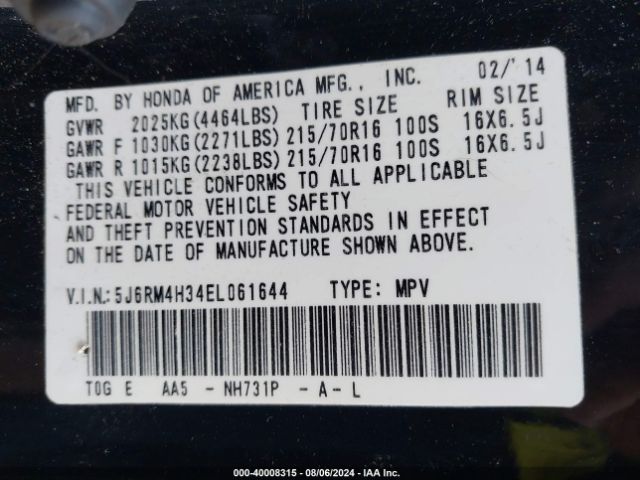 MFD. BY HONDA OF AMERICA MFG., INC. 02/'14
GVWR 2025KG(4464LBS) TIRE SIZE RIM SIZE
GAWR F 1030KG(2271LBS) 215/70R16 100S 16X6.5J
GAWR R 1015KG(2238LBS) 215/70R16 100S 16X6.5J
THIS VEHICLE CONFORMS TO ALL APPLICABLE
FEDERAL MOTOR VEHICLE SAFETY
AND THEFT PREVENTION STANDARDS IN EFFECT
ON THE DATE OF MANUFACTURE SHOWN ABOVE.
V.I.N.: 5J6RM4H34EL061644 TYPE: MPV
T0G E AA5 - NH731P - A - L
000-40008315 - 08/06/2024 - IAA Inc.